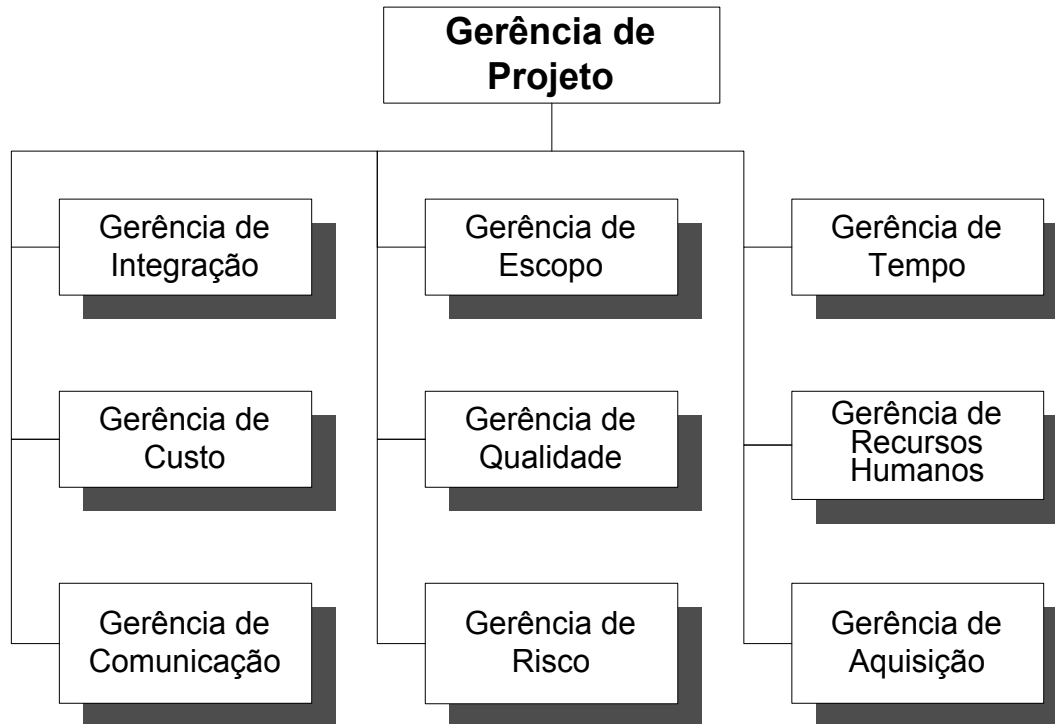 Gerência de
Projeto
Gerência de
Integração
Gerência de
Escopo
Gerência de
Tempo
Gerência de
Custo
Gerência de
Qualidade
Gerência de
Recursos
Humanos
Gerência de
Comunicação
Gerência de
Risco
Gerência de
Aquisição